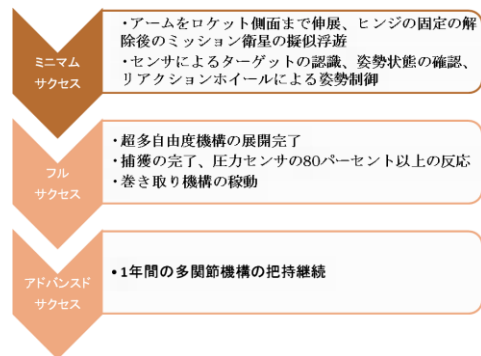 ミニマム
サクセス
・アームをロケット側面まで伸展、ヒンジの固定の解
除後のミッション衛星の擬似浮遊
・センサによるターゲットの認識、姿勢状態の確認、
リアクションホイールによる姿勢制御
フル
サクセス
・超多自由度機構の展開完了
・捕獲の完了、圧力センサの80パーセント以上の反応
・巻き取り機構の稼動
アドバンスド
サクセス
•1年間の多関節機構の把持継続